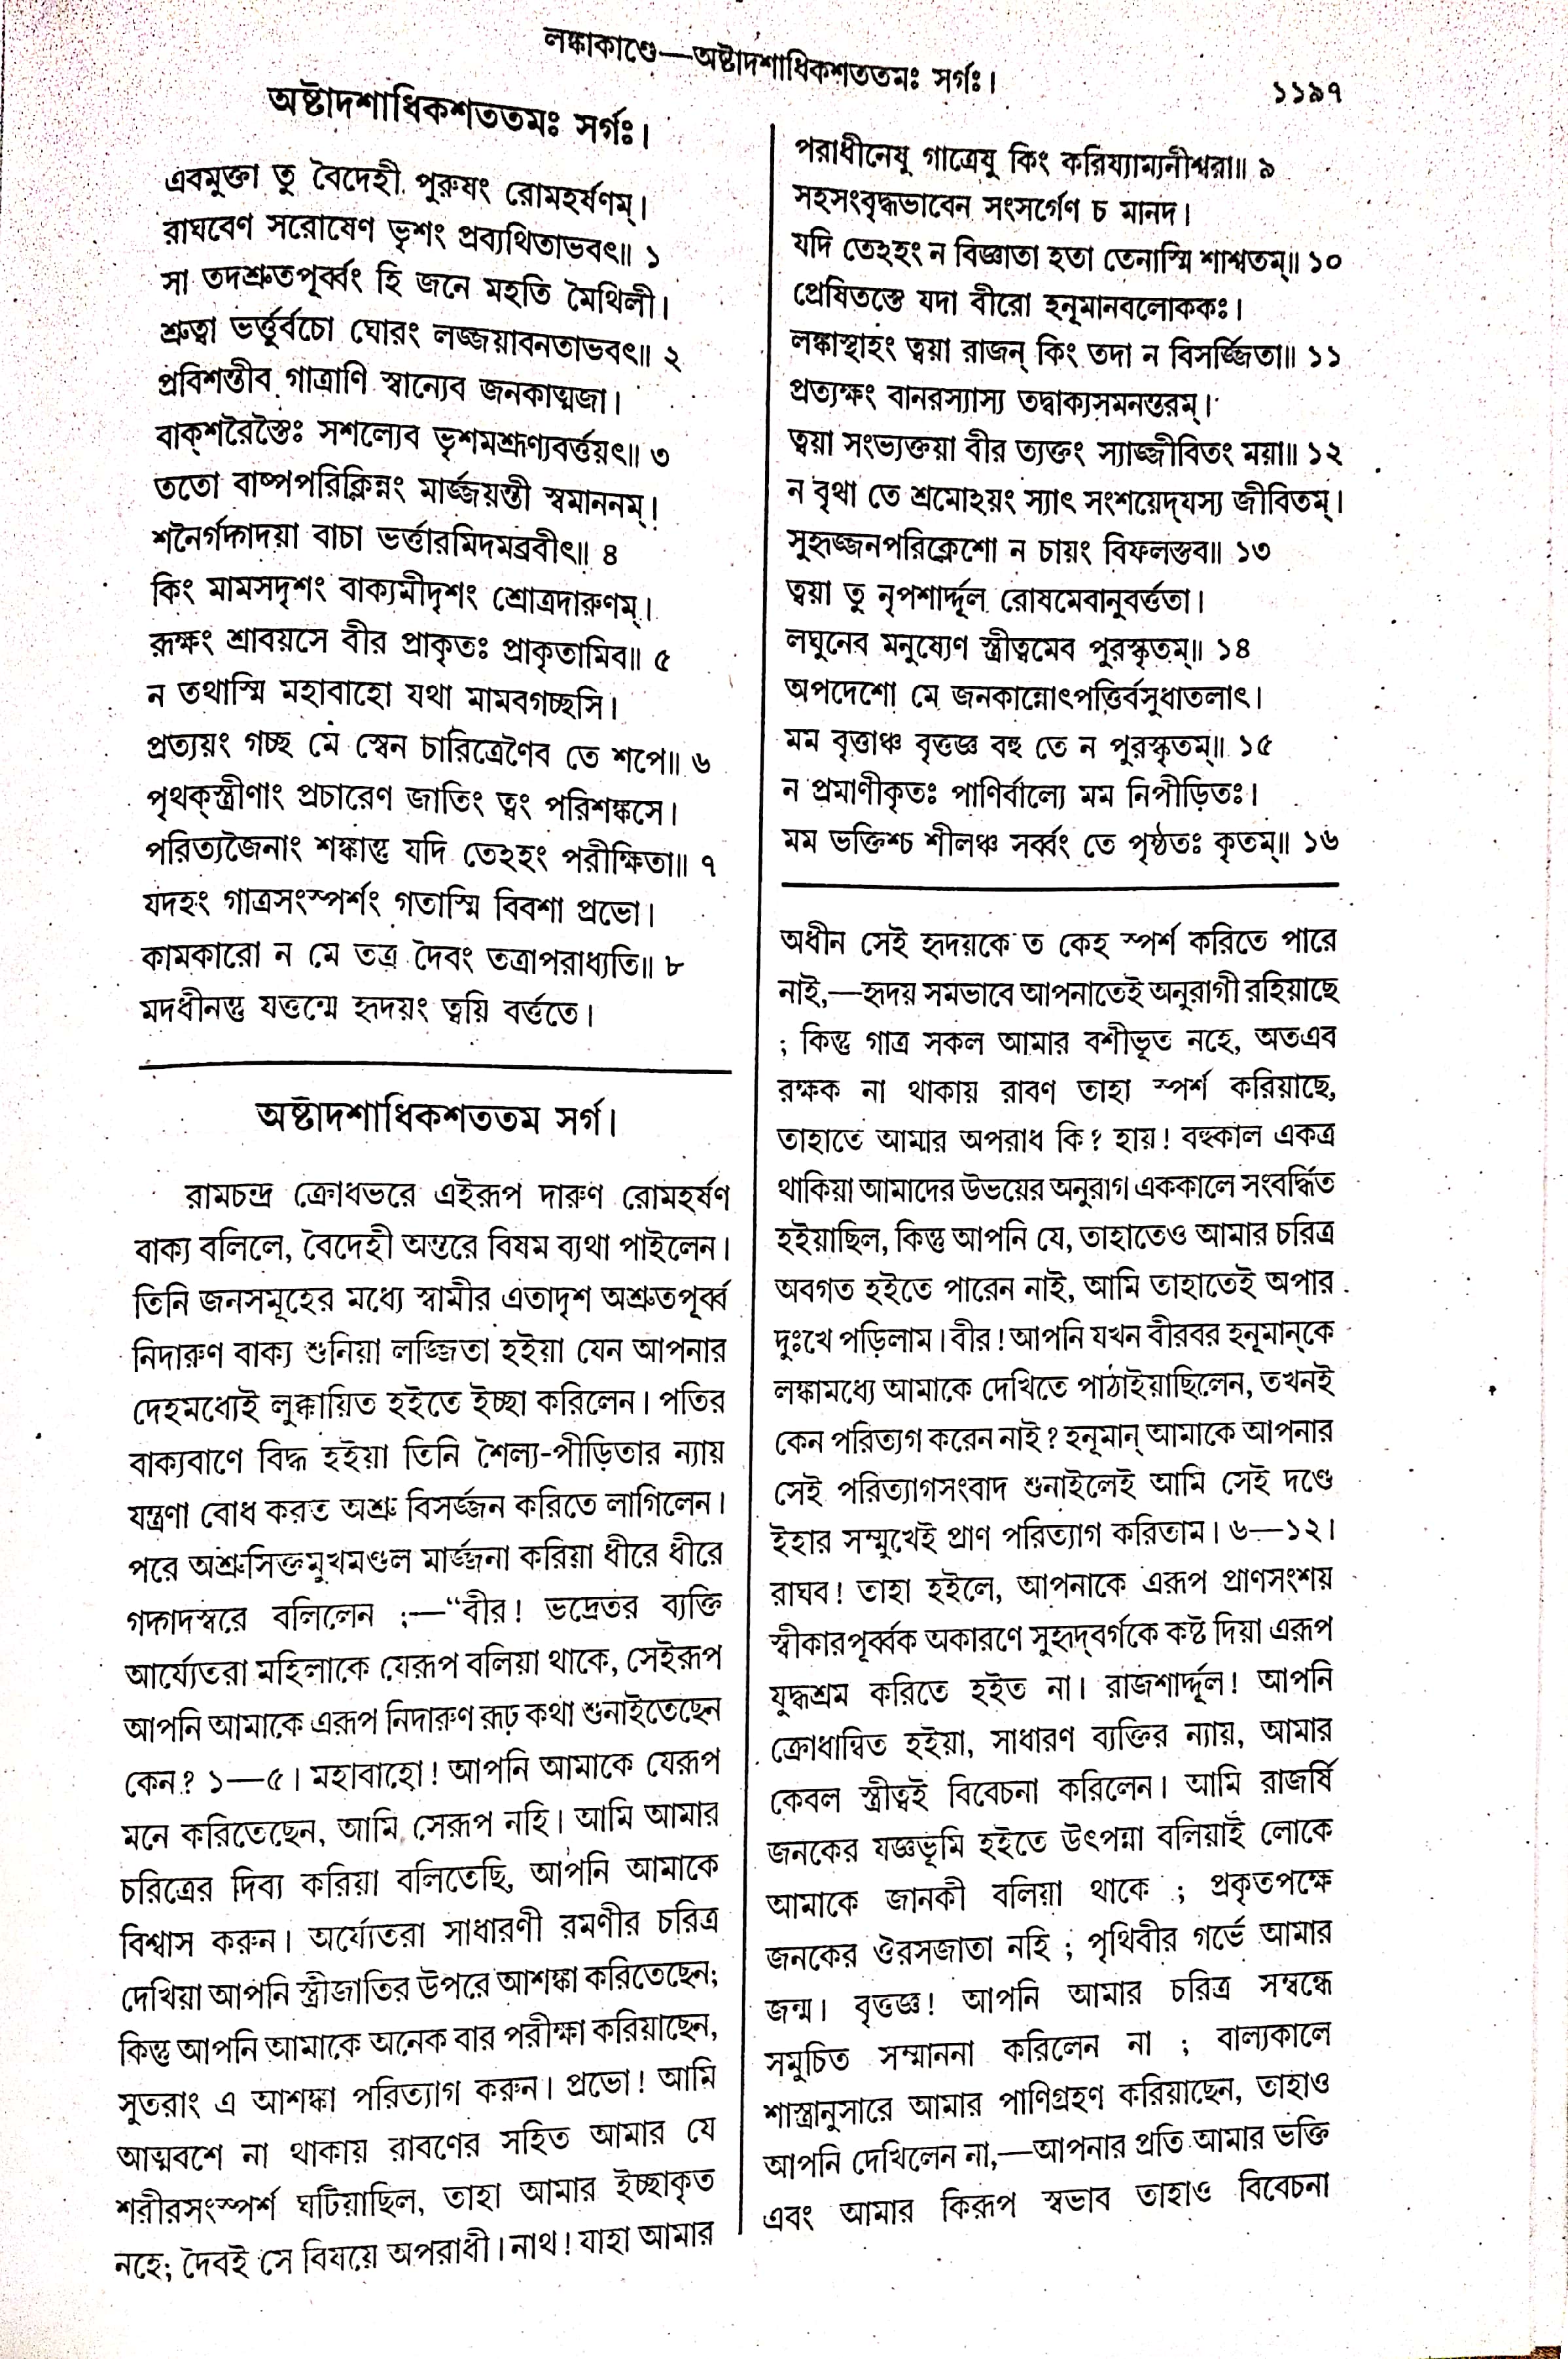 লঙ্কাকাণ্ডে—অষ্টাদশাধিকশততমঃ সর্গঃ।
১১৯৭
অষ্টাদশাধিকশততমঃ সর্গঃ।
এবমুক্তা তু বৈদেহী পুরুষং রোমহর্ষণম্।
রাঘবেণ সরোষেণ ভৃশং প্রব্যথিতাভবৎ॥ ১
সা তদশ্রুতপূর্ব্বং হি জনে মহতি মৈথিলী।
শ্রুত্বা ভর্ত্তুর্বচো ঘোরং লজ্জয়াবনতাভবৎ॥ ২
প্রবিশন্তীব গাত্রাণি স্বান্যেব জনকাত্মজা।
বাক্‌শরৈস্তৈঃ সশল্যেব ভৃশমশ্রূণ্যবর্ত্তয়ৎ॥ ৩
ততো বাষ্পপরিক্লিন্নং মার্জ্জয়ন্তী স্বমাননম্!
শনৈর্গদ্গদয়া বাচা ভর্ত্তারমিদমব্রবীৎ॥ ৪
কিং মামসদৃশং বাক্যমীদৃশং শ্রোত্রদারুণম্।
রূক্ষং শ্রাবয়সে বীর প্রাকৃতঃ প্রাকৃতামিব॥ ৫
ন তথাস্মি মহাবাহো যথা মামবগচ্ছসি।
প্রত্যয়ং গচ্ছ মে স্বেন চারিত্রেণৈব তে শপে॥ ৬
পৃথক্‌স্ত্রীণাং প্রচারেণ জাতিং ত্বং পরিশঙ্কসে।
পরিত্যজৈনাং শঙ্কান্তু যদি তেঽহং পরীক্ষিতা॥ ৭
যদহং গাত্রসংস্পর্শং গতাস্মি বিবশা প্রভো।
কামকারো ন মে তত্র দৈবং তত্রাপরাধ্যতি॥ ৮
মদধীনন্তু যত্তন্মে হৃদয়ং ত্বয়ি বর্ত্ততে।
অষ্টাদশাধিকশততম সর্গ।
রামচন্দ্র ক্রোধভরে এইরূপ দারুণ রোমহর্ষণ
বাক্য বলিলে, বৈদেহী অন্তরে বিষম ব্যথা পাইলেন।
তিনি জনসমূহের মধ্যে স্বামীর এতাদৃশ অশ্রুতপূর্ব্ব
নিদারুণ বাক্য শুনিয়া লজ্জিতা হইয়া যেন আপনার
দেহমধ্যেই লুক্কায়িত হইতে ইচ্ছা করিলেন। পতির
বাক্যবাণে বিদ্ধ হইয়া তিনি শৈল্য-পীড়িতার ন্যায়
যন্ত্রণা বোধ করত অশ্রু বিসর্জ্জন করিতে লাগিলেন।
পরে অশ্রুসিক্তমুখমণ্ডল মার্জ্জনা করিয়া ধীরে ধীরে
গদ্গদস্বরে বলিলেন ;—“বীর! ভদ্রেতর ব্যক্তি
আর্য্যেতরা মহিলাকে যেরূপ বলিয়া থাকে, সেইরূপ
আপনি আমাকে এরূপ নিদারুণ রূঢ় কথা শুনাইতেছেন
কেন? ১—৫। মহাবাহো! আপনি আমাকে যেরূপ
মনে করিতেছেন, আমি সেরূপ নহি। আমি আমার
চরিত্রের দিব্য করিয়া বলিতেছি, আপনি আমাকে
বিশ্বাস করুন। অর্য্যেতরা সাধারণী রমণীর চরিত্র
দেখিয়া আপনি স্ত্রীজাতির উপরে আশঙ্কা করিতেছেন;
কিন্তু আপনি আমাকে অনেক বার পরীক্ষা করিয়াছেন,
সুতরাং এ আশঙ্কা পরিত্যাগ করুন। প্রভো! আমি
আত্মবশে না থাকায় রাবণের সহিত আমার যে
শরীরসংস্পর্শ ঘটিয়াছিল, তাহা আমার ইচ্ছাকৃত
নহে; দৈবই সে বিষয়ে অপরাধী। নাথ! যাহা আমার
পরাধীনেষু গাত্রেষু কিং করিয্যাম্যনীশ্বরা॥ ৯
সহসংবৃদ্ধভাবেন সংসর্গেণ চ মানদ।
যদি তেঽহং ন বিজ্ঞাতা হতা তেনাস্মি শাশ্বতম্॥ ১০
প্রেষিতস্তে যদা বীরো হনূমানবলোককঃ।
লঙ্কাস্থাহং ত্বয়া রাজন্ কিং তদা ন বিসর্জ্জিতা॥ ১১
প্রত্যক্ষং বানরস্যাস্য তদ্বাক্যসমনন্তরম্।
ত্বয়া সংভ্যক্তয়া বীর ত্যক্তং স্যাজ্জীবিতং ময়া॥ ১২
ন বৃথা তে শ্রমোঽয়ং স্যাৎ সংশয়েদ্‌যস্য জীবিতম্।
সুহৃজ্জনপরিক্লেশো ন চায়ং বিফলস্তব॥ ১৩
ত্বয়া তু নৃপশার্দ্দূল রোষমেবানুবর্ত্ততা।
লঘুনেব মনুষ্যেণ স্ত্রীত্বমেব পুরস্কৃতম্॥ ১৪
অপদেশো মে জনকান্নোৎপত্তির্বসুধাতলাৎ।
মম বৃত্তাঞ্চ বৃত্তজ্ঞ বহু তে ন পুরস্কৃতম্॥ ১৫
ন প্রমাণীকৃতঃ পাণির্বাল্যে মম নিপীড়িতঃ।
মম ভক্তিশ্চ শীলঞ্চ সর্ব্বং তে পৃষ্ঠতঃ কৃতম্॥ ১৬
অধীন সেই হৃদয়কে ত কেহ স্পর্শ করিতে পারে
নাই,—হৃদয় সমভাবে আপনাতেই অনুরাগী রহিয়াছে
; কিন্তু গাত্র সকল আমার বশীভূত নহে, অতএব
রক্ষক না থাকায় রাবণ তাহা স্পর্শ করিয়াছে,
তাহাতে আমার অপরাধ কি? হায়! বহুকাল একত্র
থাকিয়া আমাদের উভয়ের অনুরাগ এককালে সংবর্দ্ধিত
হইয়াছিল, কিন্তু আপনি যে, তাহাতেও আমার চরিত্র
অবগত হইতে পারেন নাই, আমি তাহাতেই অপার
দুঃখে পড়িলাম। বীর! আপনি যখন বীরবর হনূমান্‌কে
লঙ্কামধ্যে আমাকে দেখিতে পাঠাইয়াছিলেন, তখনই
কেন পরিত্যগ করেন নাই? হনূমান্ আমাকে আপনার
সেই পরিত্যাগসংবাদ শুনাইলেই আমি সেই দণ্ডে
ইহার সম্মুখেই প্রাণ পরিত্যাগ করিতাম। ৬—১২।
রাঘব! তাহা হইলে, আপনাকে এরূপ প্রাণসংশয়
স্বীকারপূর্ব্বক অকারণে সুহৃদ্‌বর্গকে কষ্ট দিয়া এরূপ
যুদ্ধশ্রম করিতে হইত না। রাজশার্দ্দূল! আপনি
ক্রোধান্বিত হইয়া, সাধারণ ব্যক্তির ন্যায়, আমার
কেবল স্ত্রীত্বই বিবেচনা করিলেন। আমি রাজর্ষি
জনকের যজ্ঞভূমি হইতে উৎপন্না বলিয়াই লোকে
আমাকে জানকী বলিয়া থাকে ; প্রকৃতপক্ষে
জনকের ঔরসজাতা নহি ; পৃথিবীর গর্ভে আমার
জন্ম। বৃত্তজ্ঞ! আপনি আমার চরিত্র সম্বন্ধে
সমুচিত সম্মাননা করিলেন না ; বাল্যকালে
শাস্ত্রানুসারে আমার পাণিগ্রহণ করিয়াছেন, তাহাও
আপনি দেখিলেন না,—আপনার প্রতি আমার ভক্তি
এবং আমার কিরূপ স্বভাব তাহাও বিবেচনা